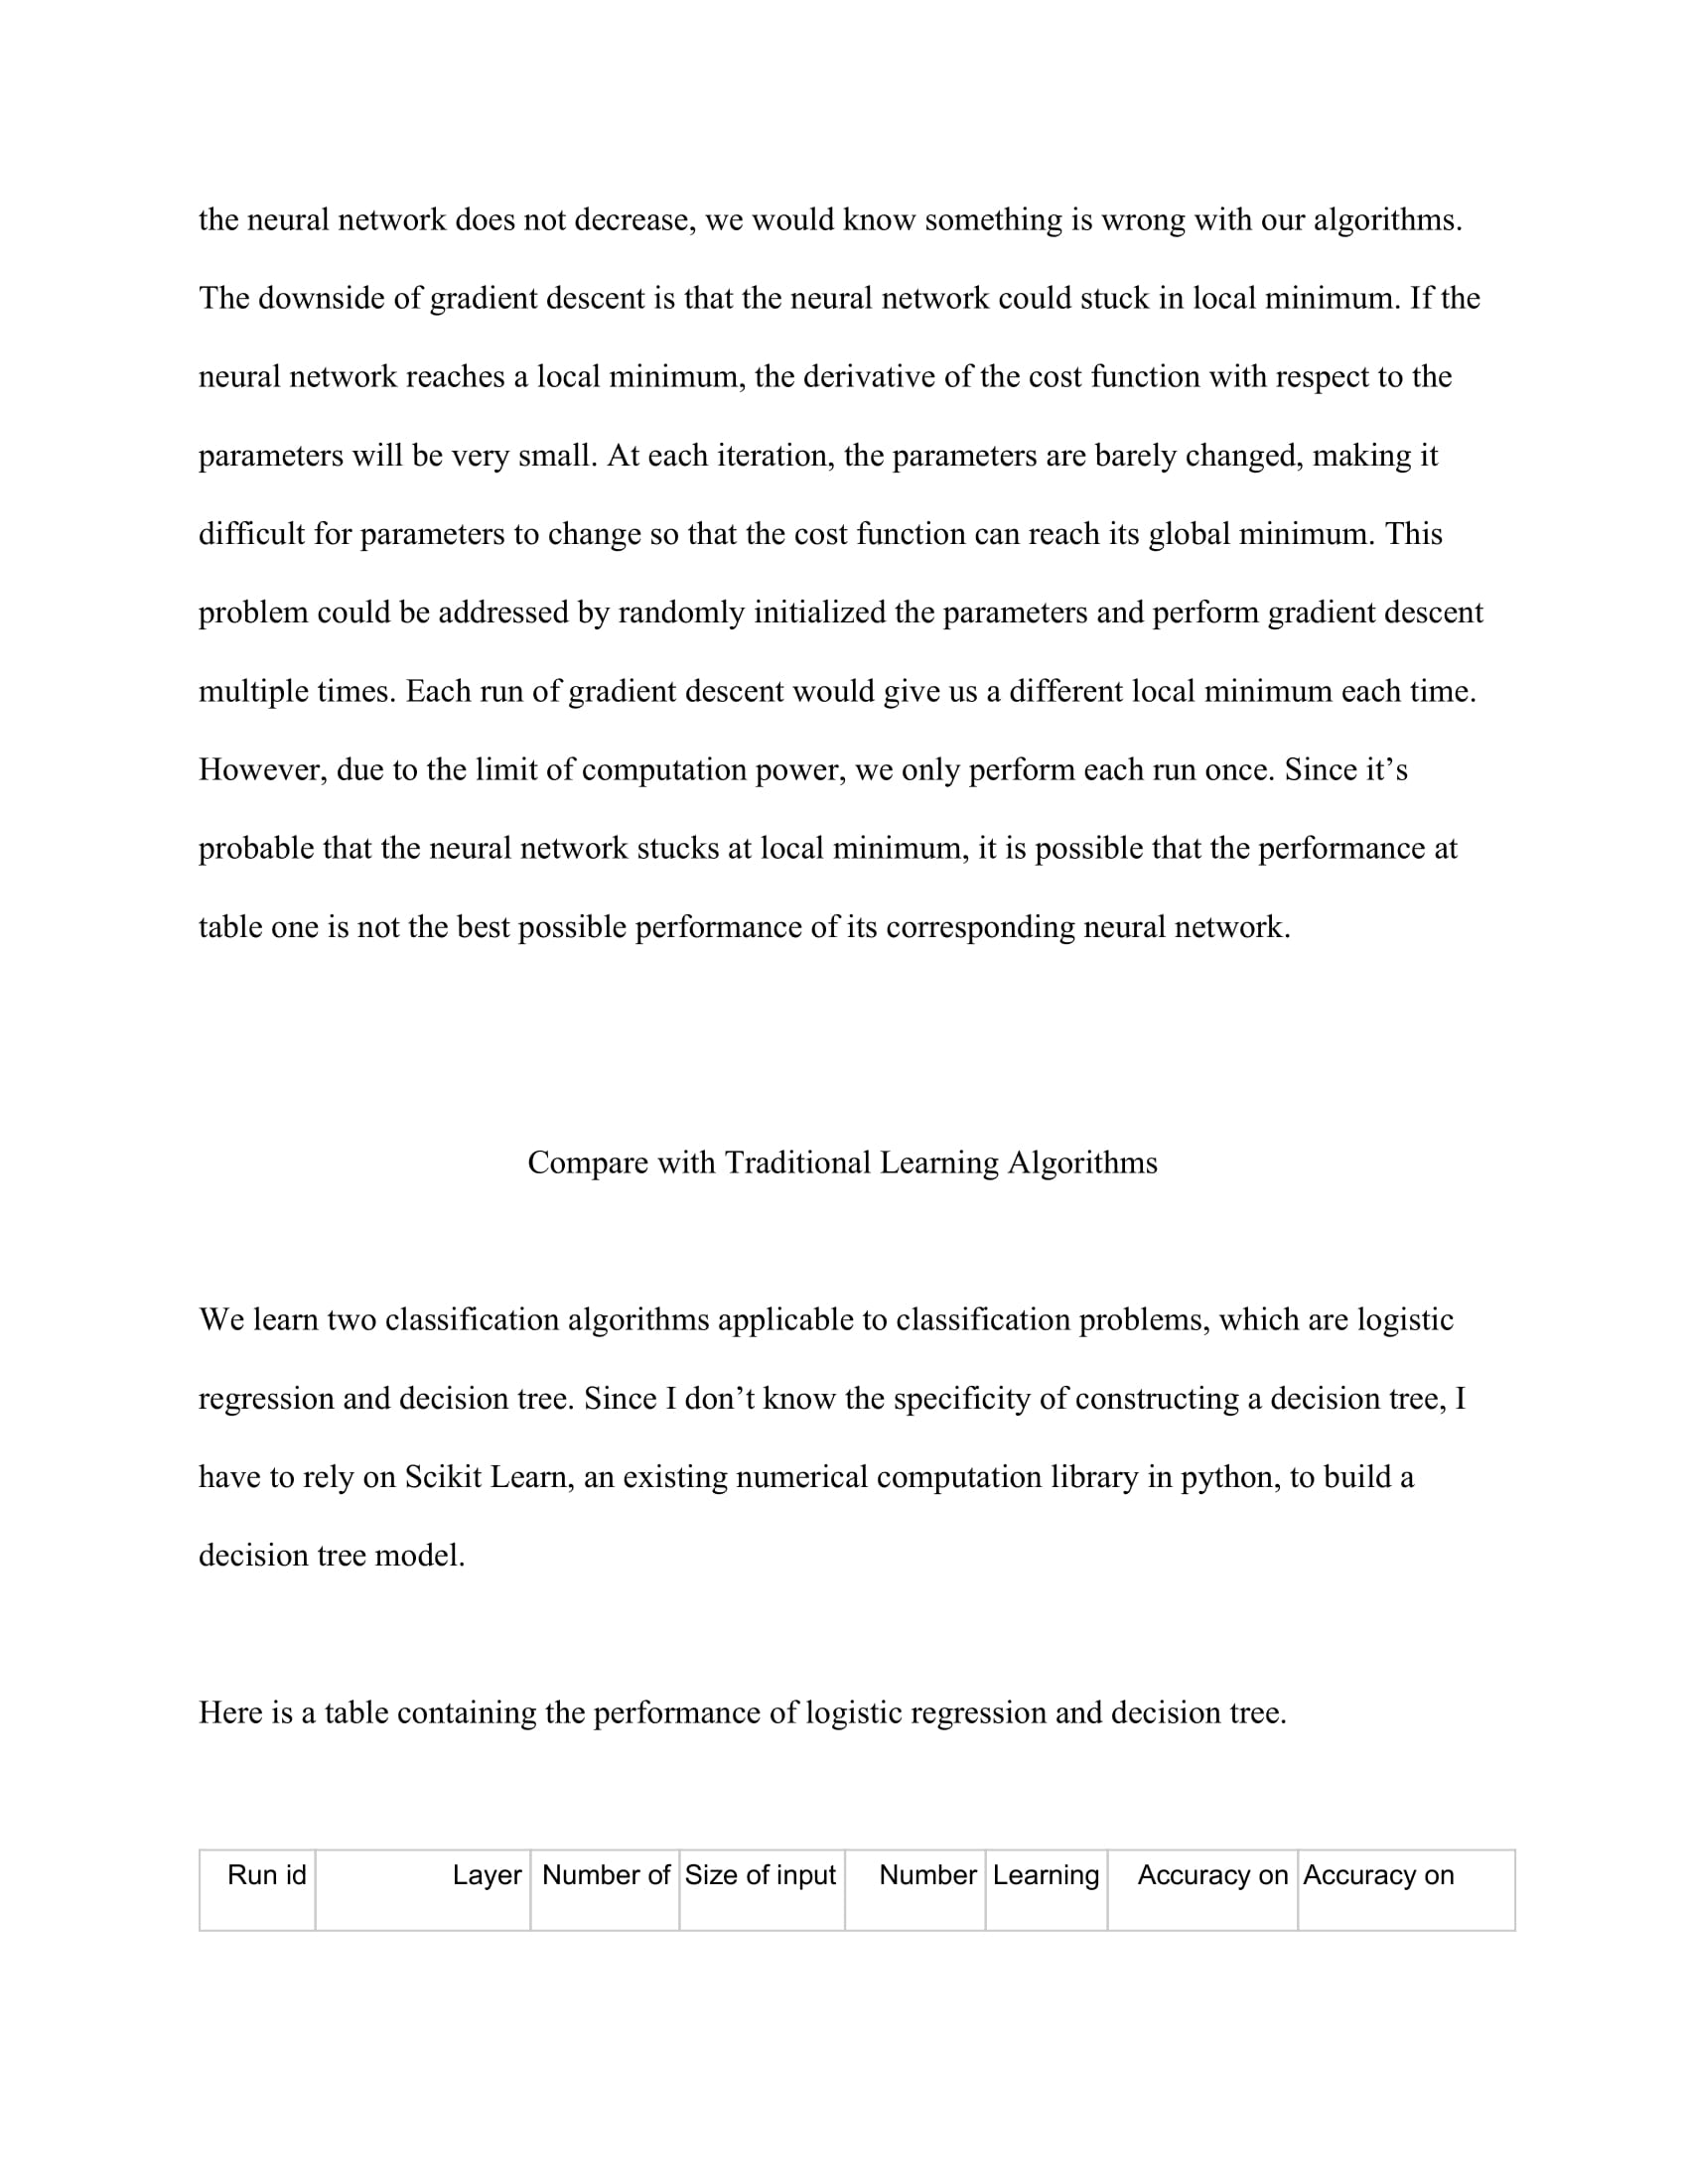 the neural network does not decrease, we would know something is wrong with our algorithms.
The downside of gradient descent is that the neural network could stuck in local minimum. If the
neural network reaches a local minimum, the derivative of the cost function with respect to the
parameters will be very small. At each iteration, the parameters are barely changed, making it
difficult for parameters to change so that the cost function can reach its global minimum. This
problem could be addressed by randomly initialized the parameters and perform gradient descent
multiple times. Each run of gradient descent would give us a different local minimum each time.
However, due to the limit of computation power, we only perform each run once. Since it’s
probable that the neural network stucks at local minimum, it is possible that the performance at
table one is not the best possible performance of its corresponding neural network.
Compare with Traditional Learning Algorithms
We learn two classification algorithms applicable to classification problems, which are logistic
regression and decision tree. Since I don’t know the specificity of constructing a decision tree, I
have to rely on Scikit Learn, an existing numerical computation library in python, to build a
decision tree model.
Here is a table containing the performance of logistic regression and decision tree.
Run id Layer Number of Size of input Number Learning Accuracy on Accuracy on